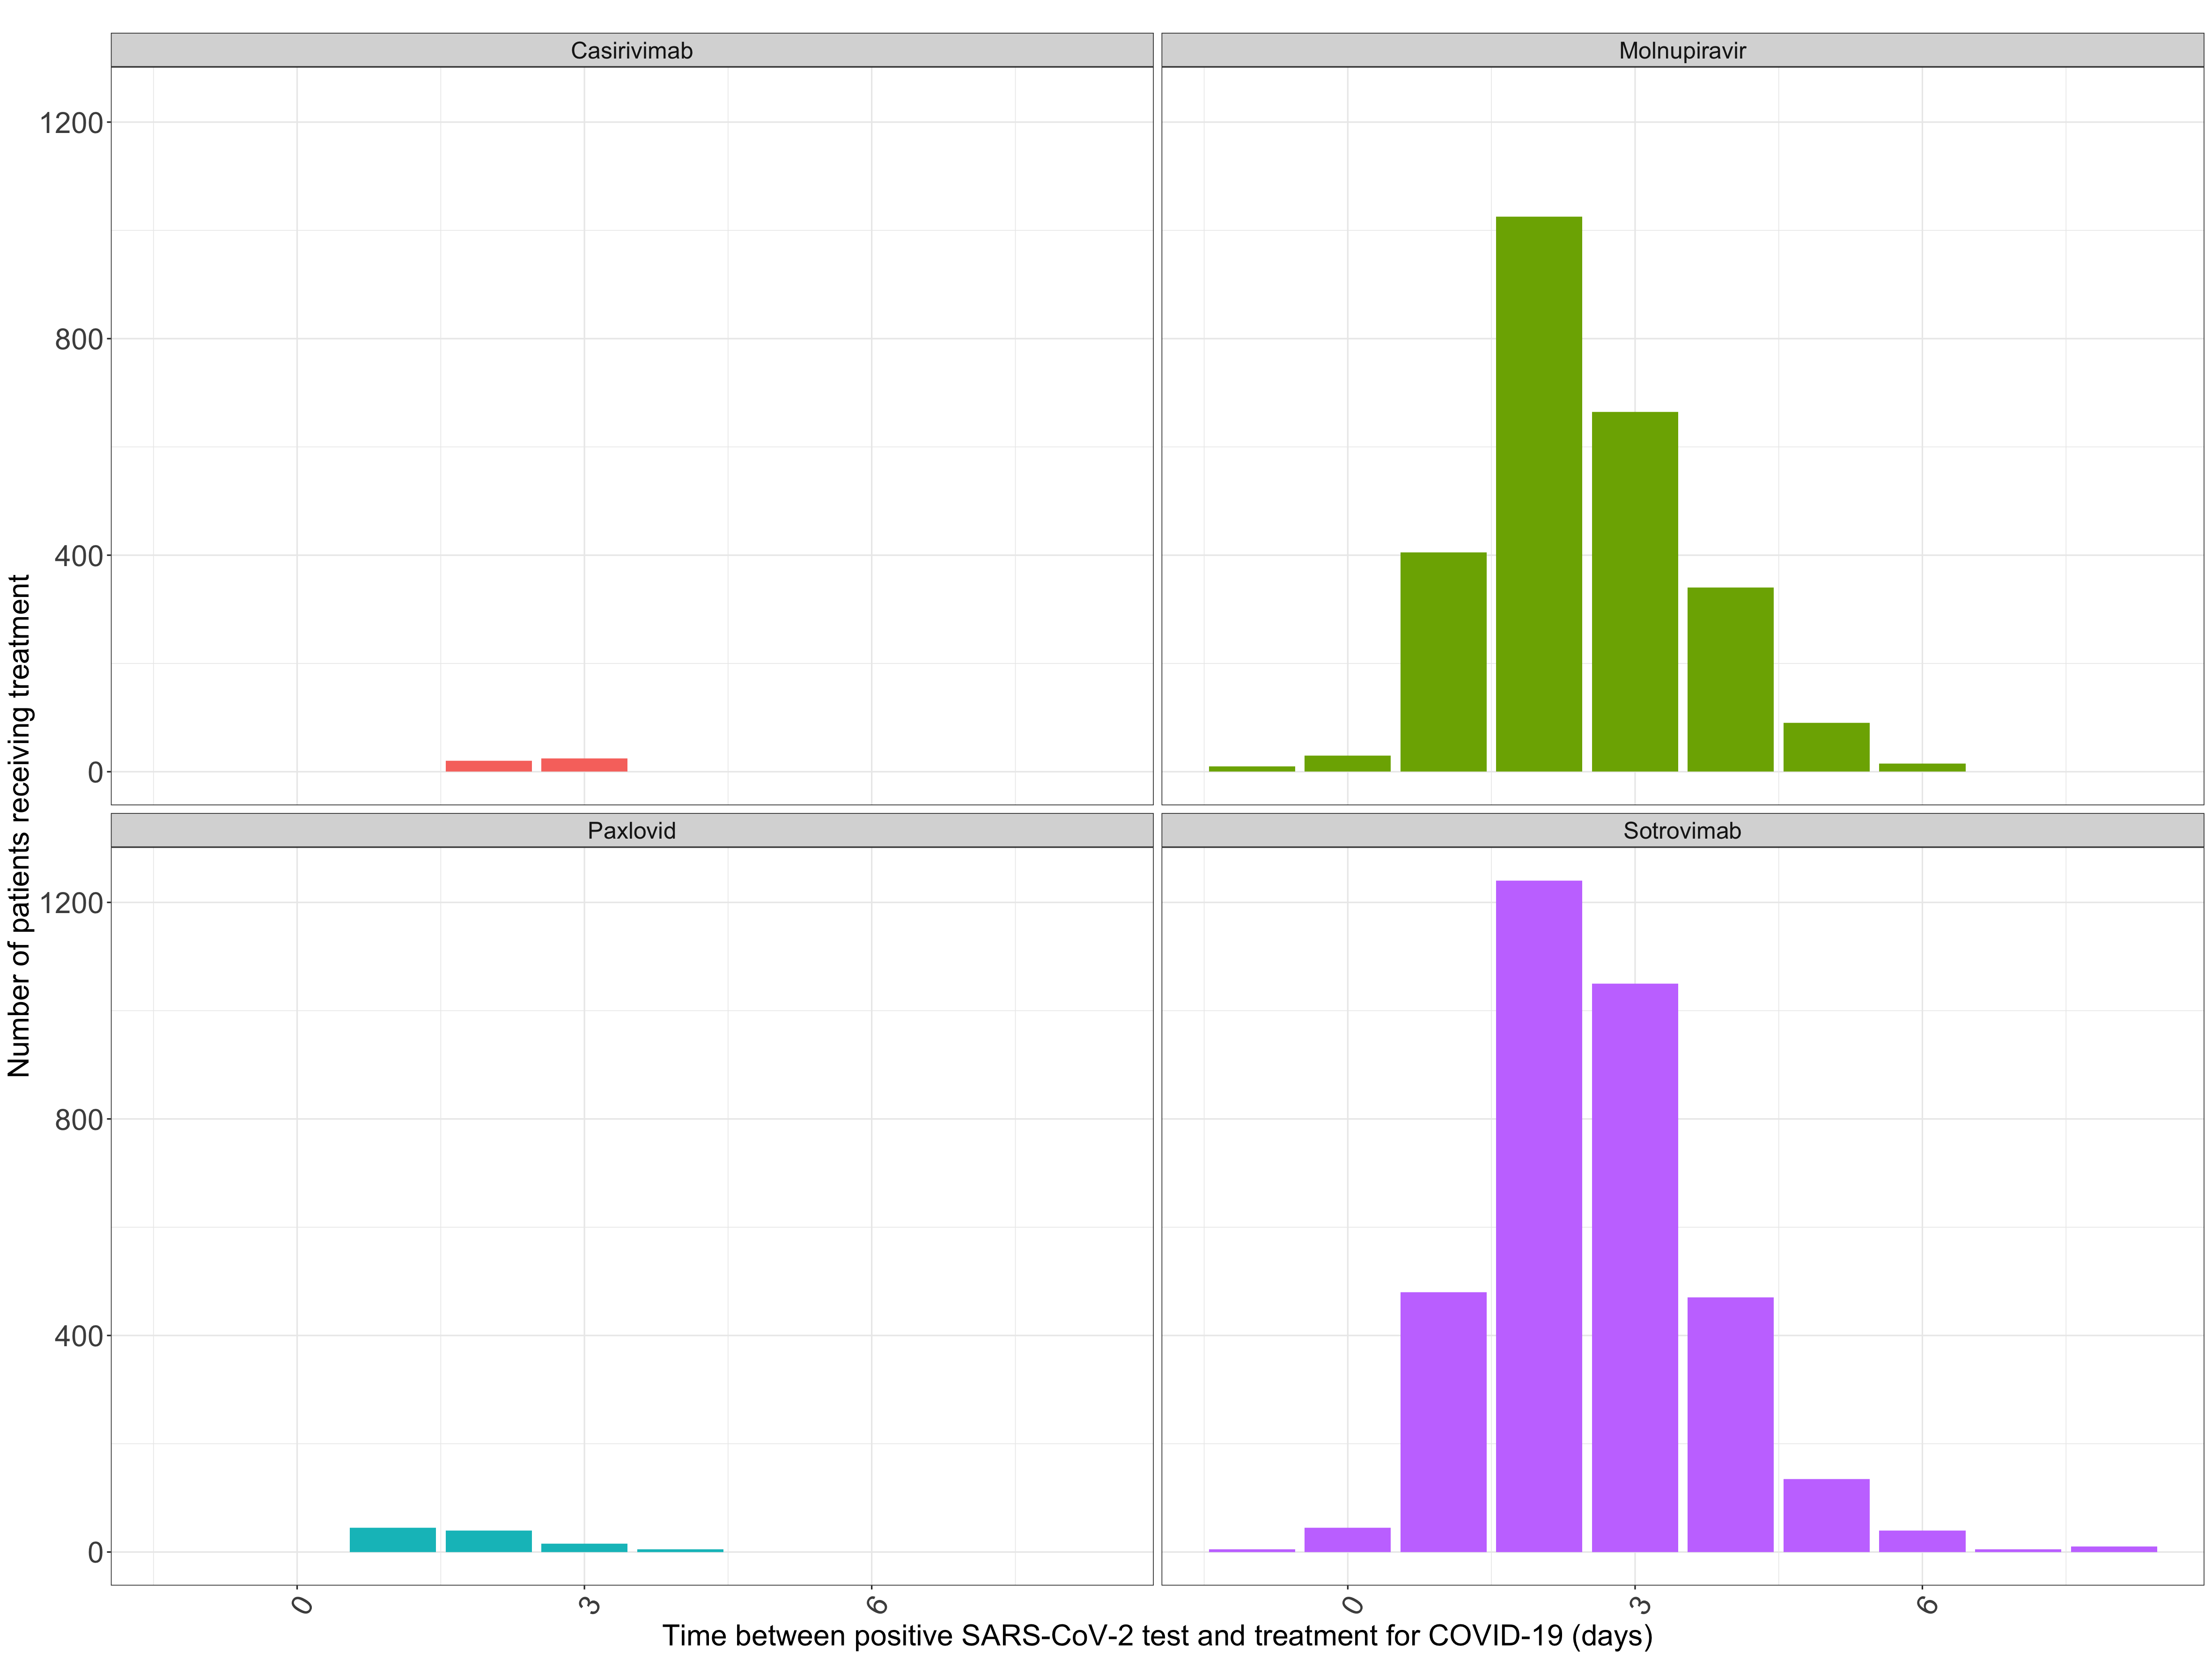 Casirivimab
Molnupiravir
1200
800
400
0
Paxlovid
Sotrovimab
1200
800
400
0
Number of patients receiving treatment
0
3
6
0
3
6
Time between positive SARS-CoV-2 test and treatment for COVID-19 (days)